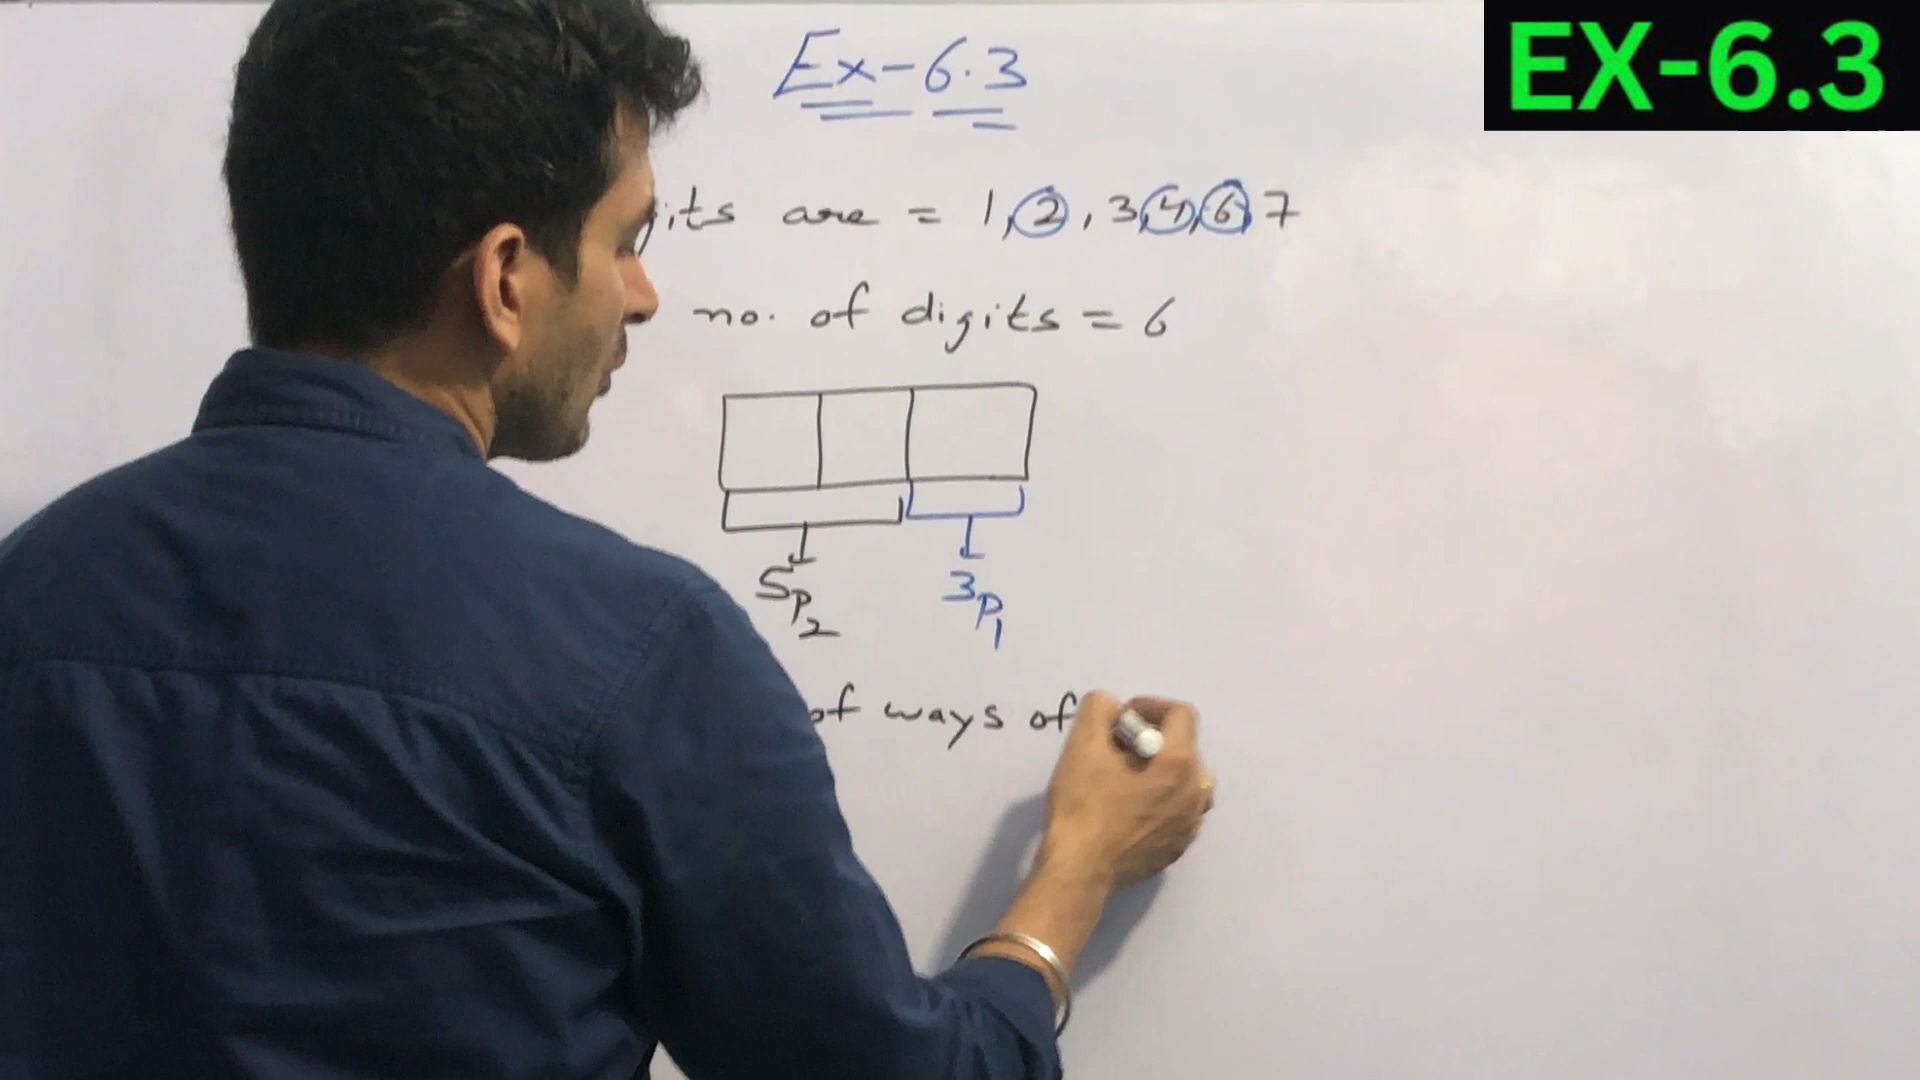 Ex-6.3
EX-6.3
are = 1, 2, 3, 4, 6, 7
no. of digits = 6
5P2 3P1
of ways of